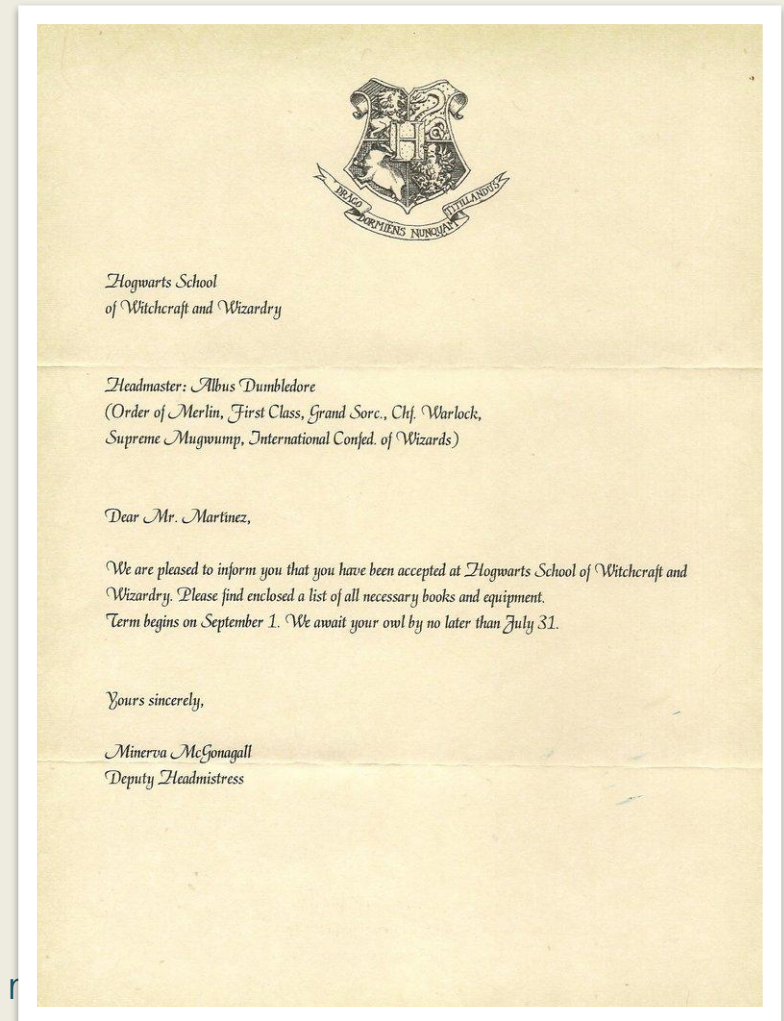 H
DRACO DORMIENS NUNQUAM TITILLANDUS
Hogwarts School
of Witchcraft and Wizardry
Headmaster: Albus Dumbledore
(Order of Merlin, First Class, Grand Sorc., Chf. Warlock,
Supreme Mugwump, International Confed. of Wizards)
Dear Mr. Martinez,
We are pleased to inform you that you have been accepted at Hogwarts School of Witchcraft and
Wizardry. Please find enclosed a list of all necessary books and equipment.
Term begins on September 1. We await your owl by no later than July 31.
Yours sincerely,
Minerva McGonagall
Deputy Headmistress